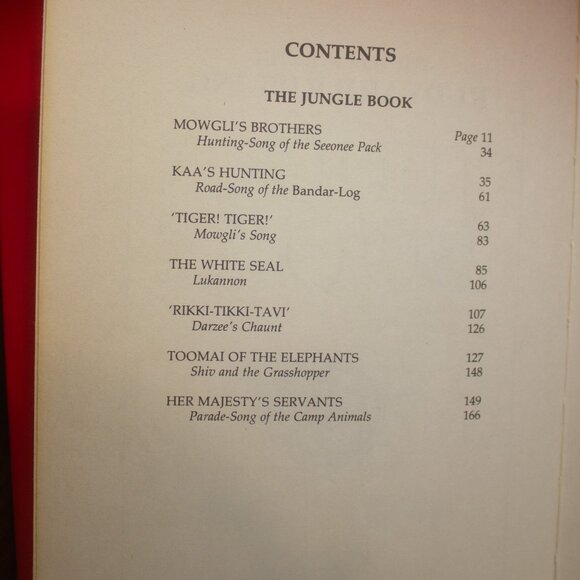 CONTENTS
THE JUNGLE BOOK
MOWGLI'S BROTHERS Page 11
Hunting-Song of the Seeonee Pack 34
KAA'S HUNTING 35
Road-Song of the Bandar-Log 61
'TIGER! TIGER!' 63
Mowgli's Song 83
THE WHITE SEAL 85
Lukannon 106
'RIKKI-TIKKI-TAVI' 107
Darzee's Chaunt 126
TOOMAI OF THE ELEPHANTS 127
Shiv and the Grasshopper 148
HER MAJESTY'S SERVANTS 149
Parade-Song of the Camp Animals 166